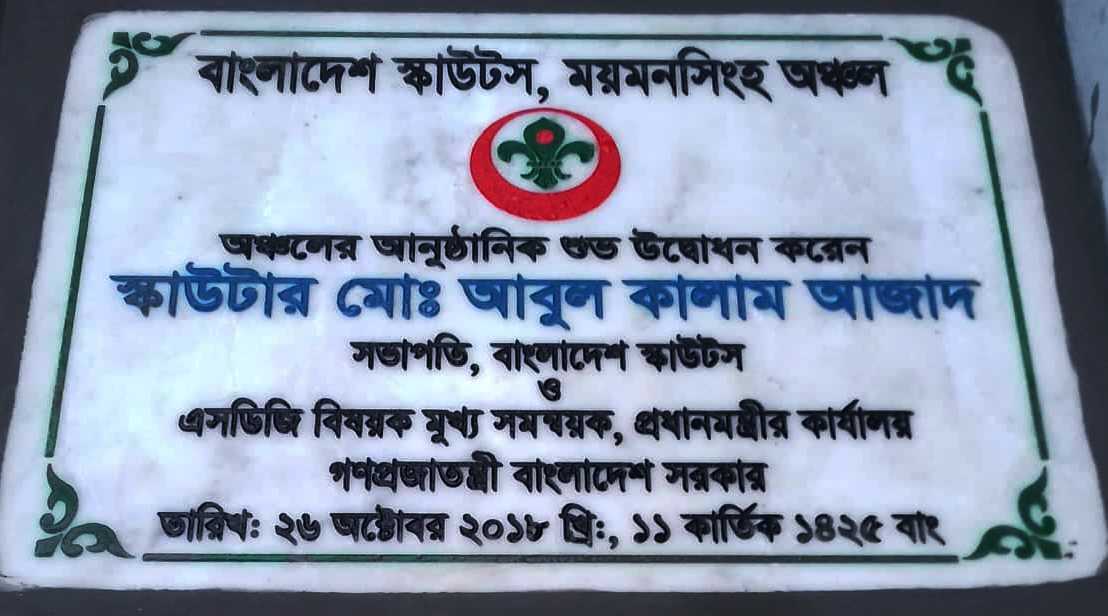 বাংলাদেশ স্কাউটস, ময়মনসিংহ অঞ্চল
অঞ্চলের আনুষ্ঠানিক শুভ উদ্বোধন করেন
স্কাউটার মোঃ আবুল কালাম আজাদ
সভাপতি, বাংলাদেশ স্কাউটস
ও
এসডিজি বিষয়ক মুখ্য সমন্বয়ক, প্রধানমন্ত্রীর কার্যালয়
গণপ্রজাতন্ত্রী বাংলাদেশ সরকার
তারিখ: ২৬ অক্টোবর ২০১৮ খ্রি:, ১১ কার্তিক ১৪২৫ বাং